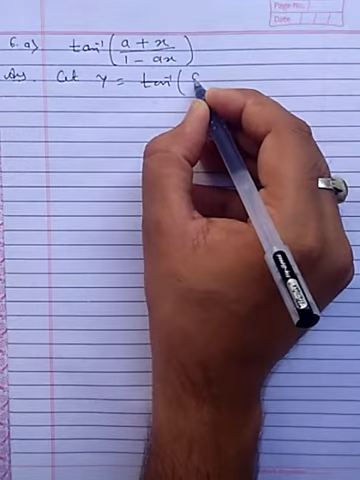 Page No.
Date
6. a) tan⁻¹ (a + x / 1 - ax)
Ans. Let y = tan⁻¹ (